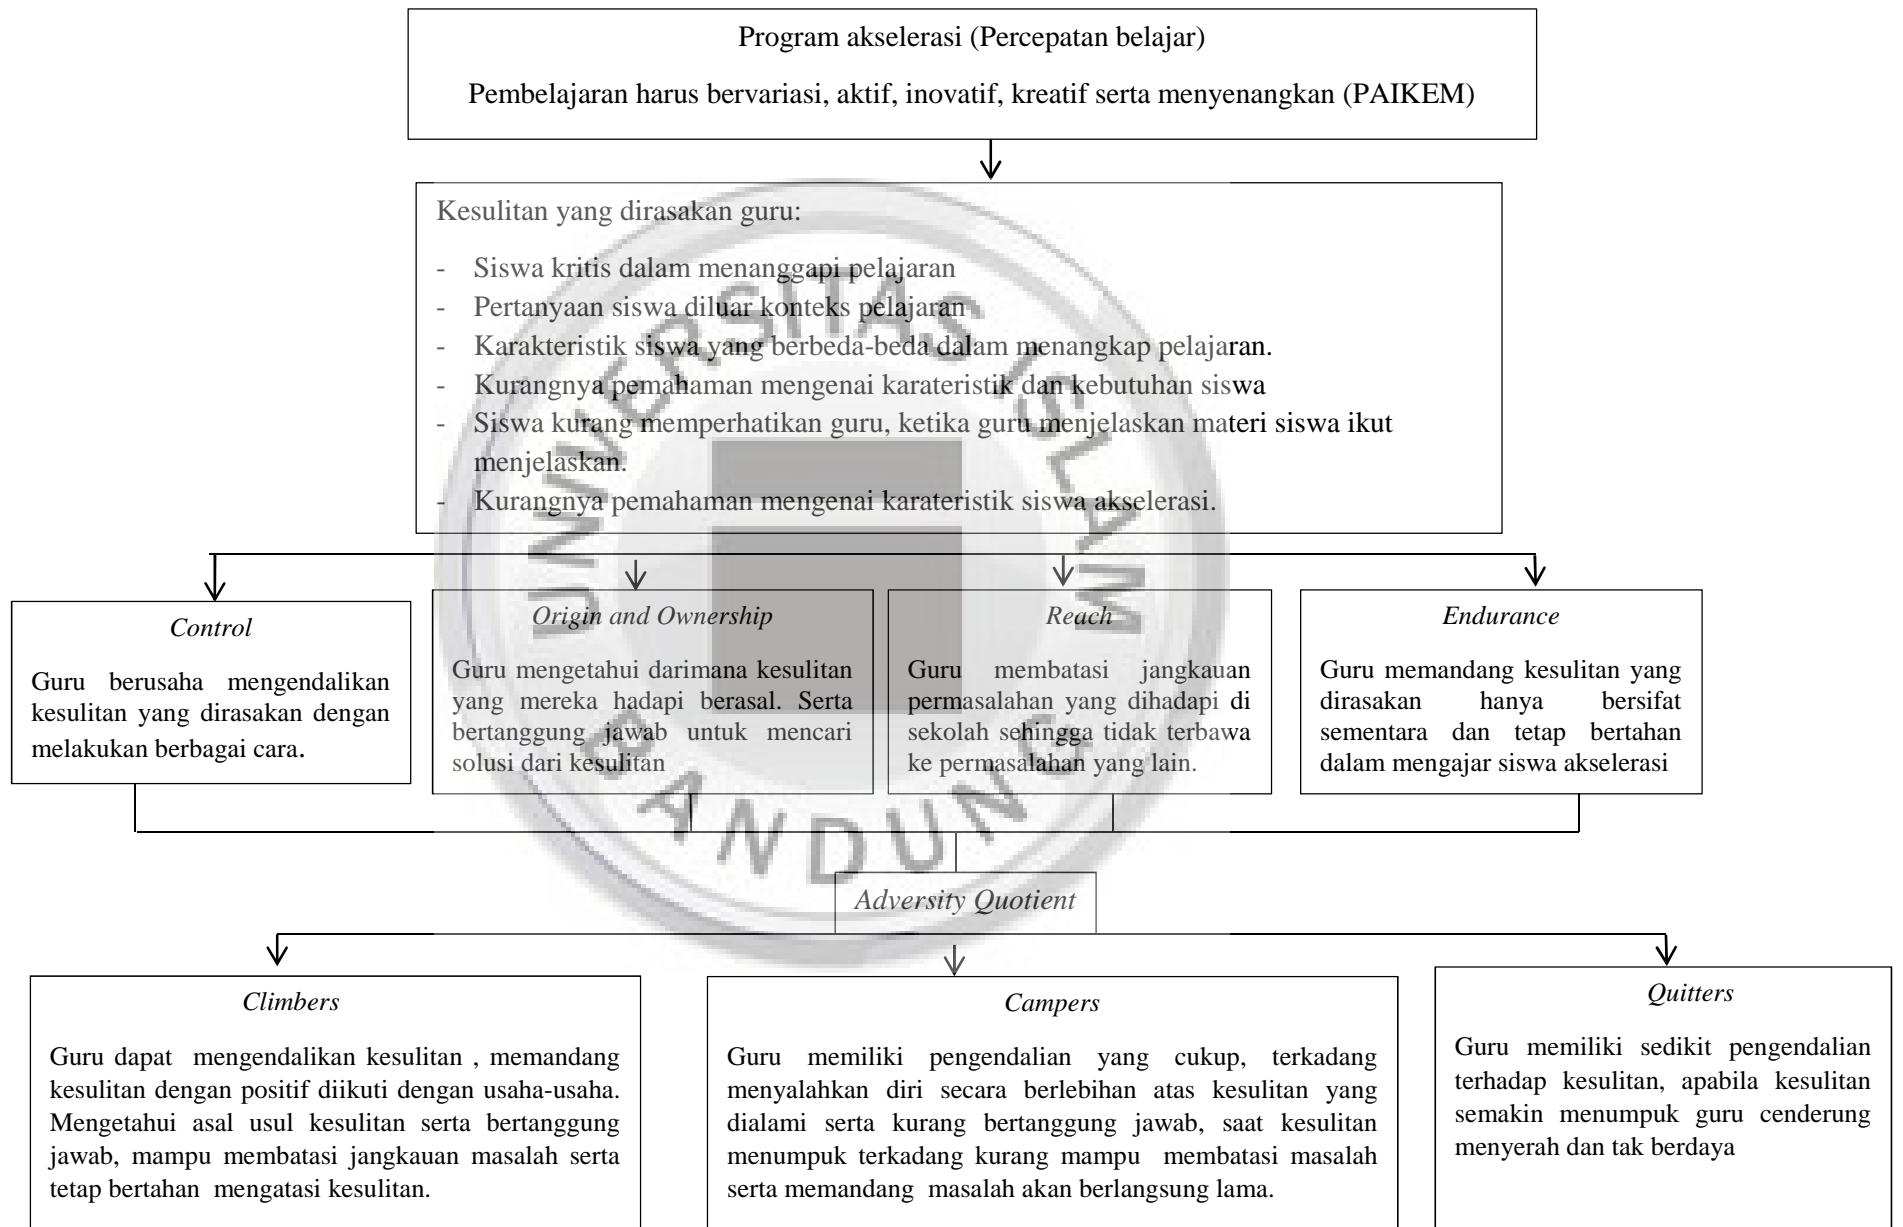 Program akselerasi (Percepatan belajar)
Pembelajaran harus bervariasi, aktif, inovatif, kreatif serta menyenangkan (PAIKEM)
Kesulitan yang dirasakan guru:
- Siswa kritis dalam menanggapi pelajaran
- Pertanyaan siswa diluar konteks pelajaran
- Karakteristik siswa yang berbeda-beda dalam menangkap pelajaran.
- Kurangnya pemahaman mengenai karateristik dan kebutuhan siswa
- Siswa kurang memperhatikan guru, ketika guru menjelaskan materi siswa ikut
menjelaskan.
- Kurangnya pemahaman mengenai karateristik siswa akselerasi.
Control
Guru berusaha mengendalikan
kesulitan yang dirasakan dengan
melakukan berbagai cara.
Origin and Ownership
Guru mengetahui darimana kesulitan
yang mereka hadapi berasal. Serta
bertanggung jawab untuk mencari
solusi dari kesulitan
Reach
Guru membatasi jangkauan
permasalahan yang dihadapi di
sekolah sehingga tidak terbawa
ke permasalahan yang lain.
Endurance
Guru memandang kesulitan yang
dirasakan hanya bersifat
sementara dan tetap bertahan
dalam mengajar siswa akselerasi
Adversity Quotient
Climbers
Guru dapat mengendalikan kesulitan , memandang
kesulitan dengan positif diikuti dengan usaha-usaha.
Mengetahui asal usul kesulitan serta bertanggung
jawab, mampu membatasi jangkauan masalah serta
tetap bertahan mengatasi kesulitan.
Campers
Guru memiliki pengendalian yang cukup, terkadang
menyalahkan diri secara berlebihan atas kesulitan yang
dialami serta kurang bertanggung jawab, saat kesulitan
menumpuk terkadang kurang mampu membatasi masalah
serta memandang masalah akan berlangsung lama.
Quitters
Guru memiliki sedikit pengendalian
terhadap kesulitan, apabila kesulitan
semakin menumpuk guru cenderung
menyerah dan tak berdaya
UNIVERSITAS ISLAM
BANDUNG